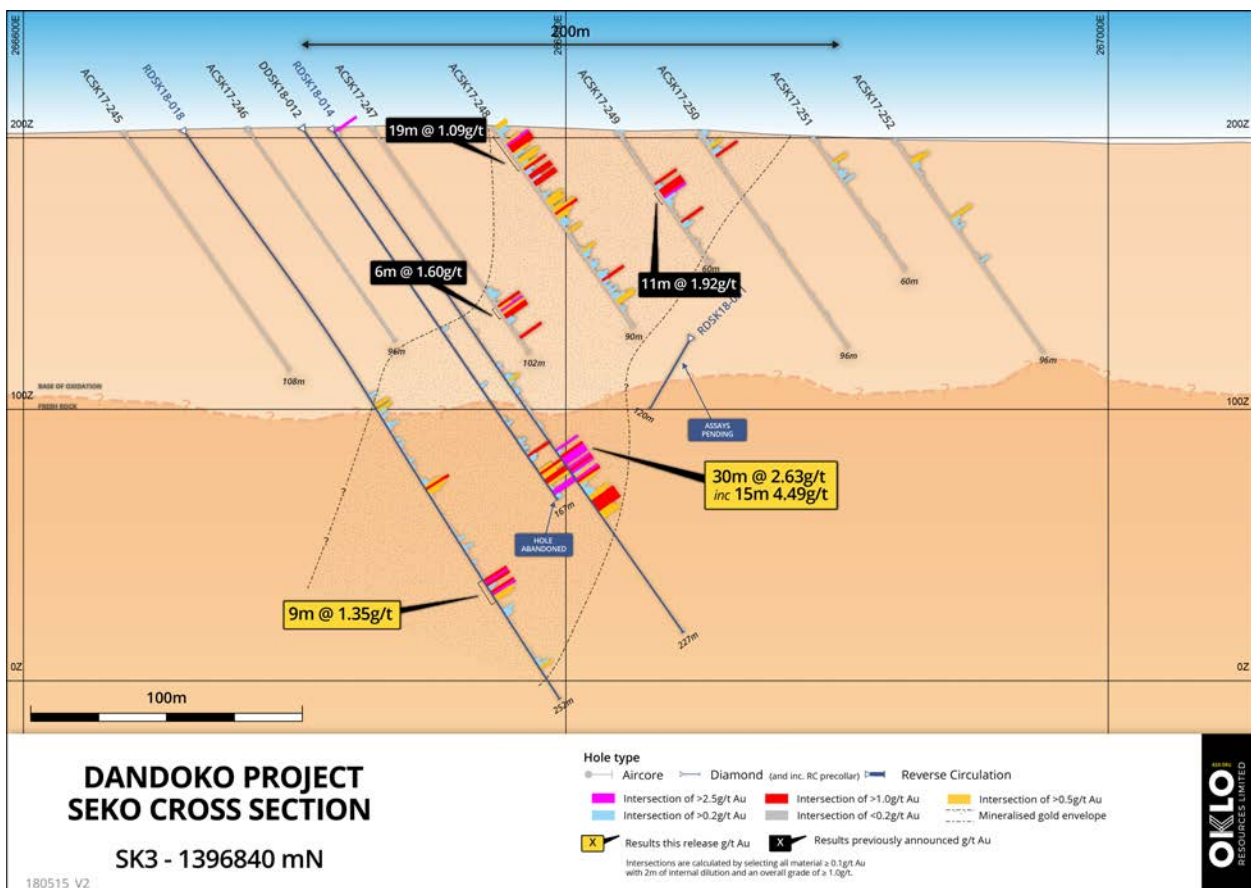 266600E
266800E
267000E
200m
ACSK17-245
RDSK18-018
ACSK17-246
DDSK18-012
RDSK18-014
ACSK17-247
ACSK17-248
ACSK17-249
ACSK17-250
ACSK17-251
ACSK17-252
200Z
200Z
19m @ 1.09g/t
6m @ 1.60g/t
11m @ 1.92g/t
60m
60m
90m
96m
102m
96m
96m
108m
BASE OF OXIDATION
FRESH ROCK
100Z
100Z
120m
ASSAYS
PENDING
30m @ 2.63g/t
inc 15m 4.49g/t
167m
HOLE
ABANDONED
9m @ 1.35g/t
227m
252m
0Z
0Z
100m
DANDOKO PROJECT
SEKO CROSS SECTION
SK3 - 1396840 mN
180515_V2
Hole type
Aircore
Diamond (and inc. RC precollar)
Reverse Circulation
Intersection of >2.5g/t Au
Intersection of >1.0g/t Au
Intersection of >0.5g/t Au
Intersection of >0.2g/t Au
Intersection of <0.2g/t Au
Mineralised gold envelope
X Results this release g/t Au
X Results previously announced g/t Au
Intersections are calculated by selecting all material ≥ 0.1g/t Au
with 2m of internal dilution and an overall grade of ≥ 1.0g/t.
OKLO
RESOURCES LIMITED